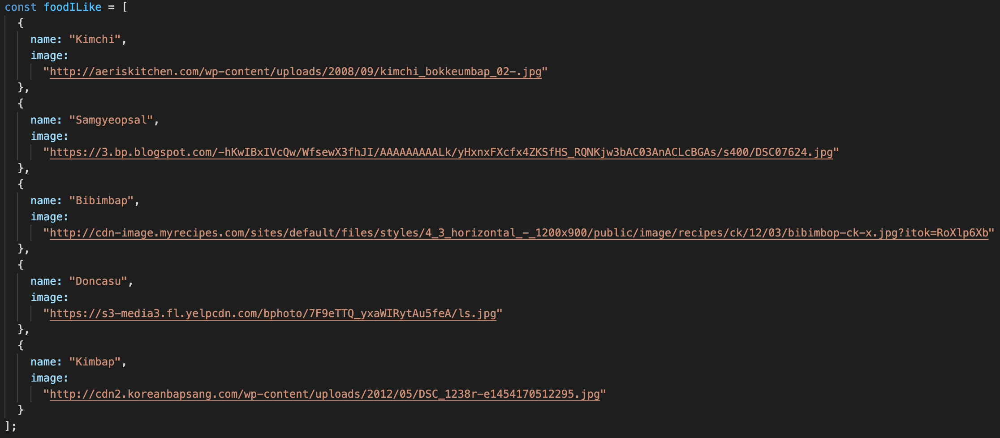 const foodILike = [
  {
    name: "Kimchi",
    image:
      "http://aeriskitchen.com/wp-content/uploads/2008/09/kimchi_bokkeumbap_02-.jpg"
  },
  {
    name: "Samgyeopsal",
    image:
      "https://3.bp.blogspot.com/-hKwIBxIVcQw/WfsewX3fhJI/AAAAAAAAALk/yHxnxFXcfx4ZKSfHS_RQNKjw3bAC03AnACLcBGAs/s400/DSC07624.jpg"
  },
  {
    name: "Bibimbap",
    image:
      "http://cdn-image.myrecipes.com/sites/default/files/styles/4_3_horizontal_-_1200x900/public/image/recipes/ck/12/03/bibimbop-ck-x.jpg?itok=RoXlp6Xb"
  },
  {
    name: "Doncasu",
    image:
      "https://s3-media3.fl.yelpcdn.com/bphoto/7F9eTTQ_yxaWIRytAu5feA/ls.jpg"
  },
  {
    name: "Kimbap",
    image:
      "http://cdn2.koreanbapsang.com/wp-content/uploads/2012/05/DSC_1238r-e1454170512295.jpg"
  }
];